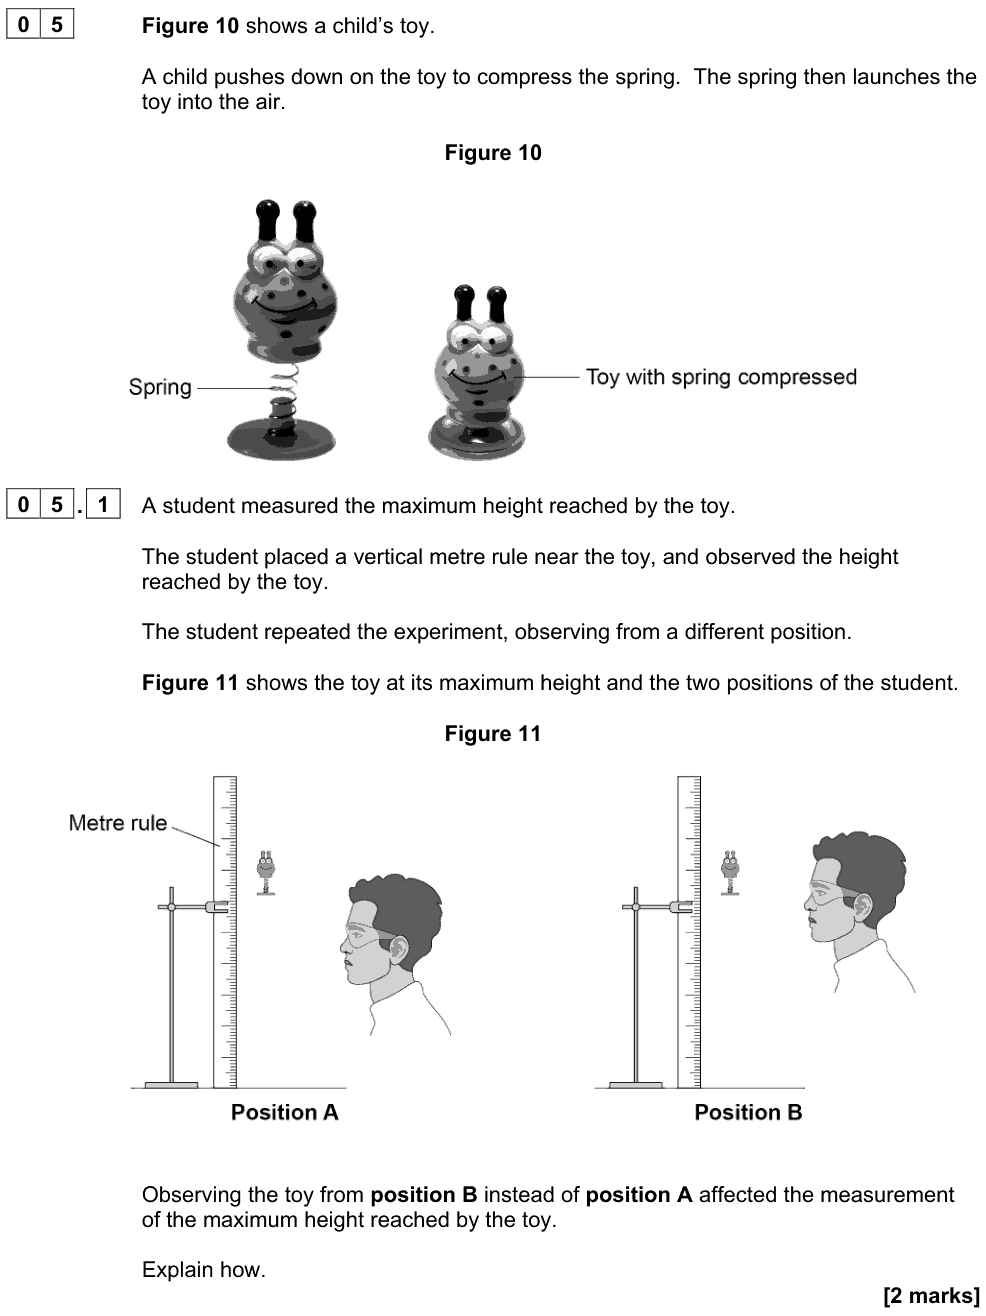 0 5 Figure 10 shows a child’s toy.
A child pushes down on the toy to compress the spring. The spring then launches the
toy into the air.
Figure 10
Spring
Toy with spring compressed
0 5 . 1 A student measured the maximum height reached by the toy.
The student placed a vertical metre rule near the toy, and observed the height
reached by the toy.
The student repeated the experiment, observing from a different position.
Figure 11 shows the toy at its maximum height and the two positions of the student.
Figure 11
Metre rule
Position A
Position B
Observing the toy from position B instead of position A affected the measurement
of the maximum height reached by the toy.
Explain how.
[2 marks]